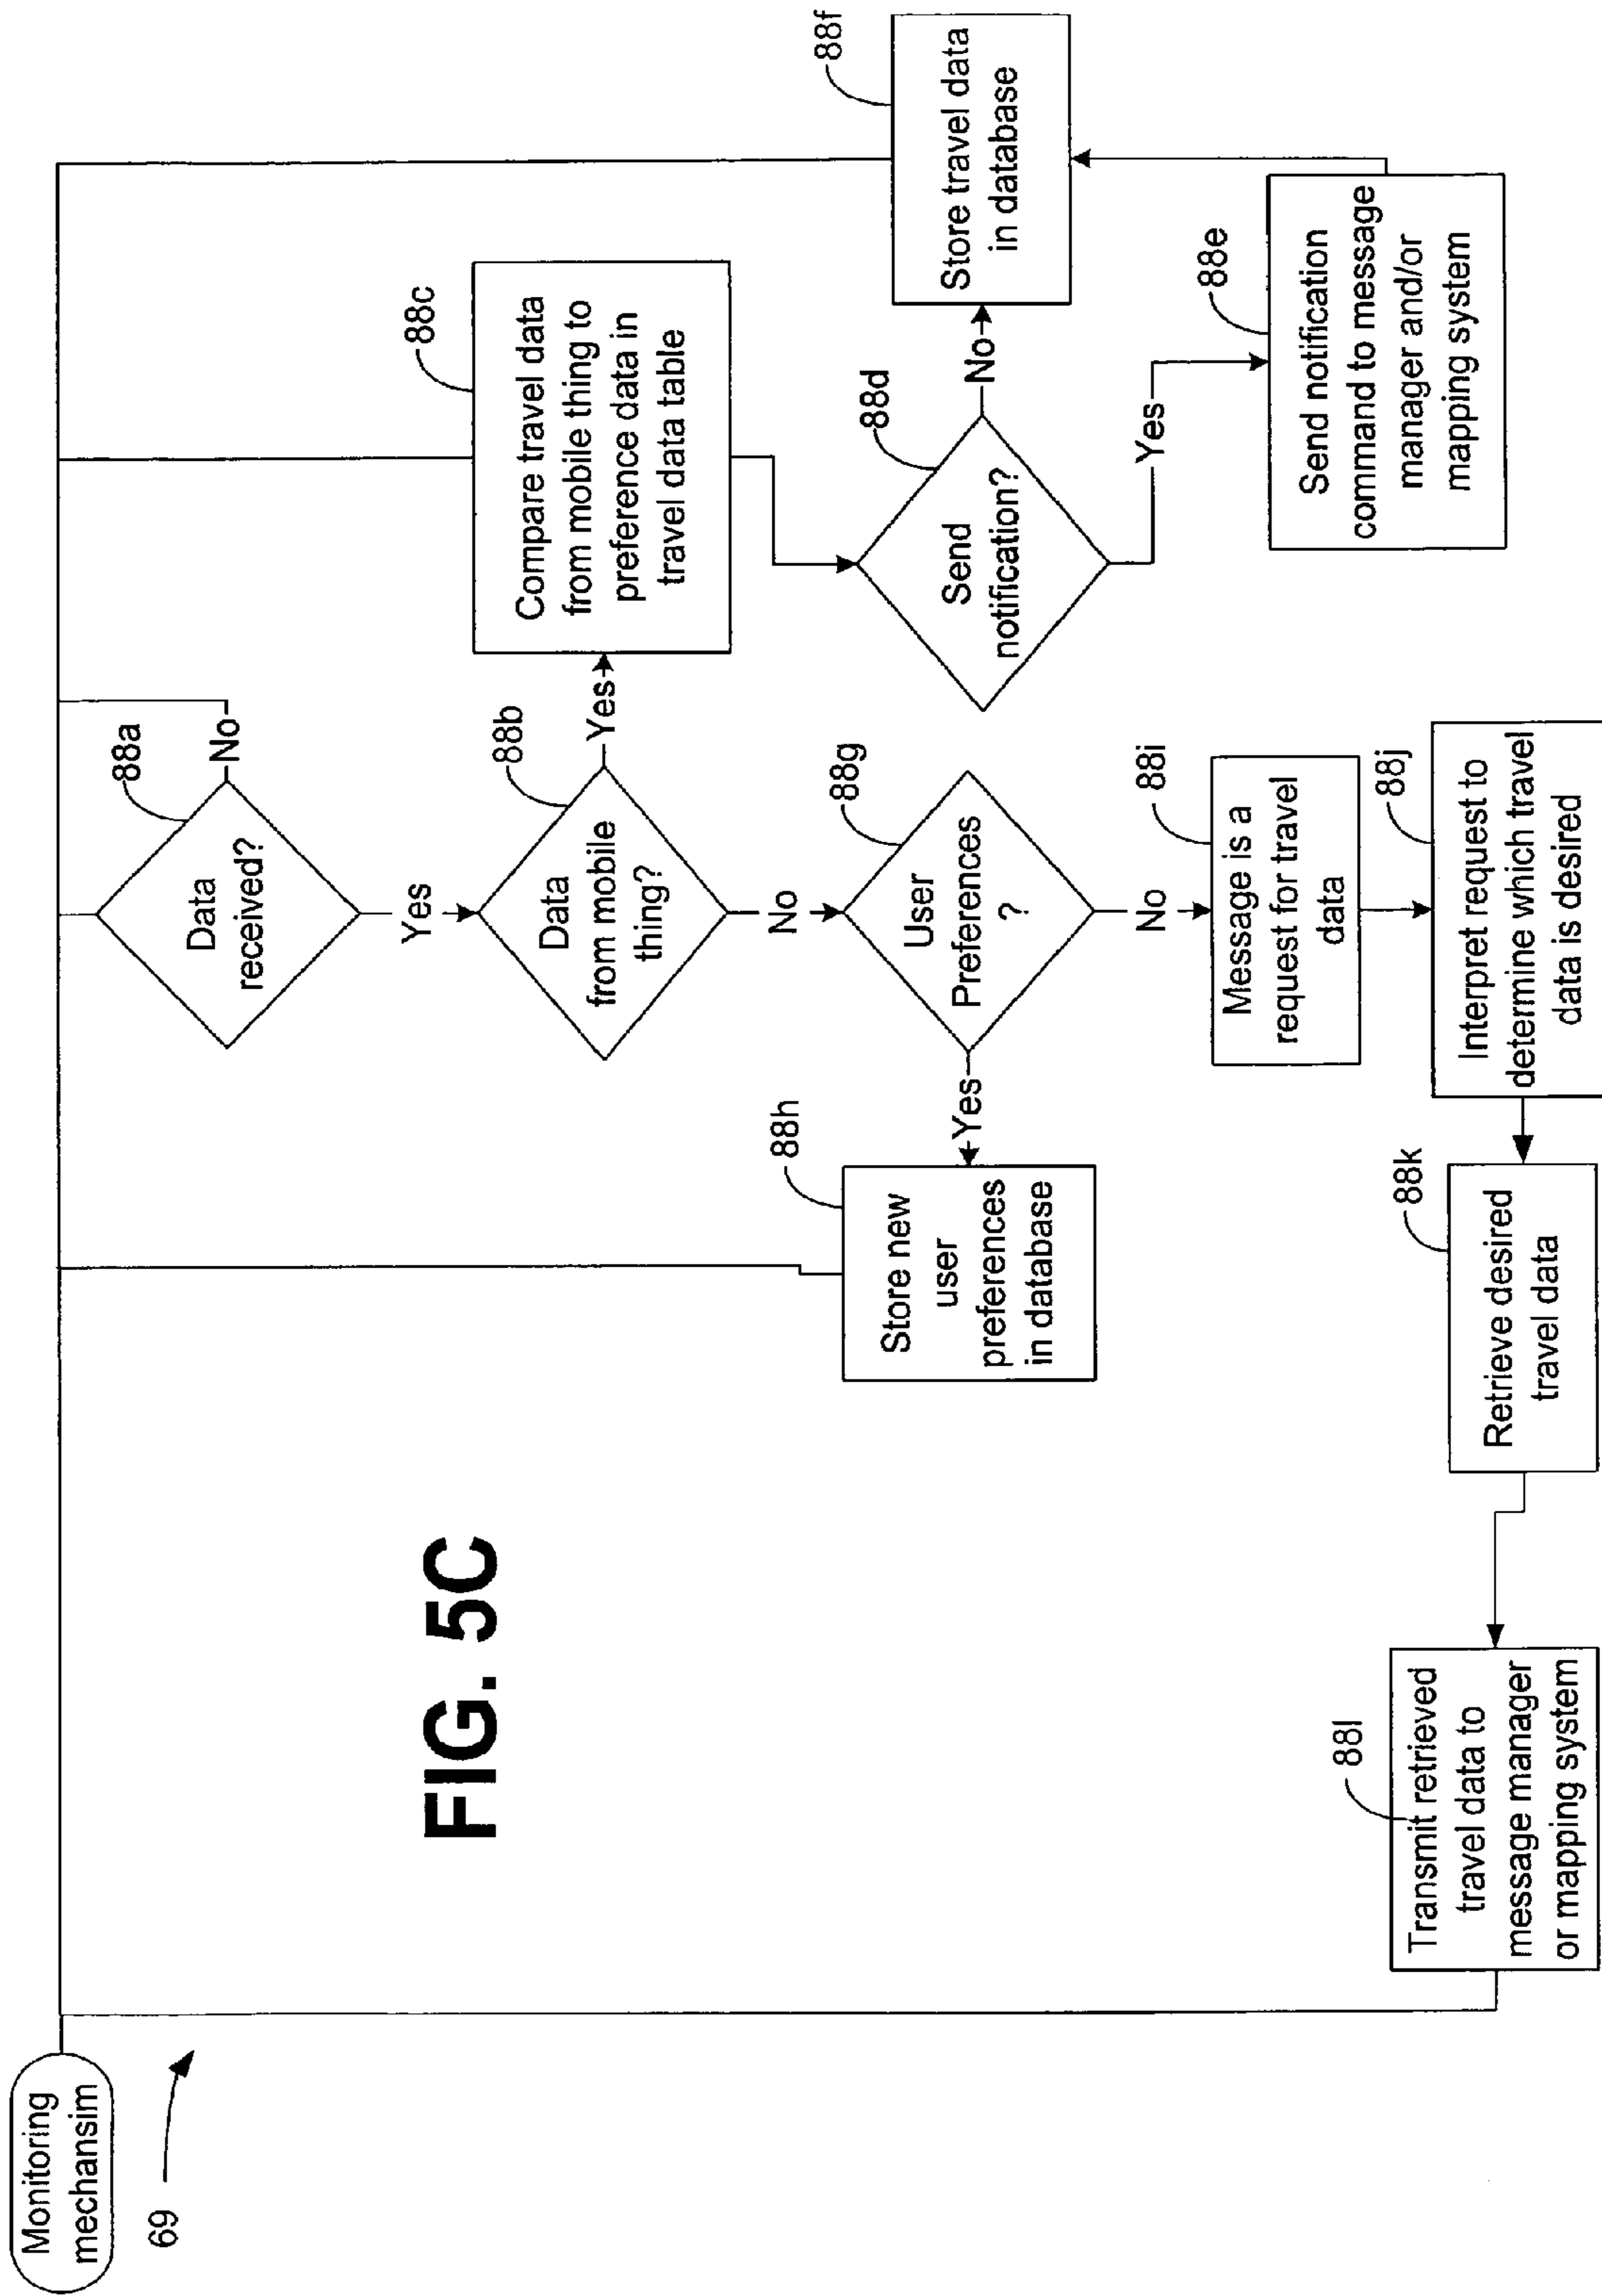 Monitoring
mechansim
69
FIG. 5C
88a
Data
received?
No
Yes
88b
Data
from mobile
thing?
Yes
No
88c
Compare travel data
from mobile thing to
preference data in
travel data table
88d
Send
notification?
No
Yes
88e
Send notification
command to message
manager and/or
mapping system
88f
Store travel data
in database
88g
User
Preferences
?
Yes
No
88h
Store new
user
preferences
in database
88i
Message is a
request for travel
data
88j
Interpret request to
determine which travel
data is desired
88k
Retrieve desired
travel data
88l
Transmit retrieved
travel data to
message manager
or mapping system